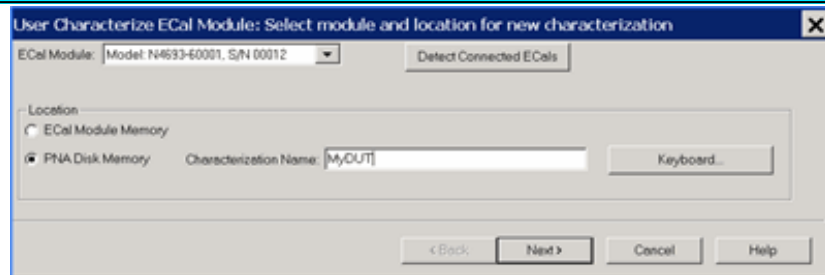 User Characterize ECal Module: Select module and location for new characterization
ECal Module: Model: N4693-60001, S/N 00012 Detect Connected ECals
Location
ECal Module Memory
PNA Disk Memory Characterization Name: MyDUT Keyboard...
< Back Next > Cancel Help